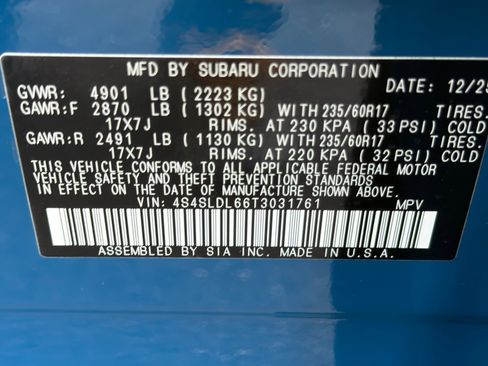 MFD BY SUBARU CORPORATION
GVWR: 4901 LB ( 2223 KG) DATE: 12/25
GAWR:F 2870 LB ( 1302 KG) WITH 235/60R17 TIRES.
17X7J RIMS. AT 230 KPA ( 33 PSI) COLD
GAWR:R 2491 LB ( 1130 KG) WITH 235/60R17 TIRES.
17X7J RIMS. AT 220 KPA ( 32 PSI) COLD
THIS VEHICLE CONFORMS TO ALL APPLICABLE FEDERAL MOTOR
VEHICLE SAFETY AND THEFT PREVENTION STANDARDS
IN EFFECT ON THE DATE OF MANUFACTURE SHOWN ABOVE.
VIN: 4S4SLDL66T3031761 MPV
ASSEMBLED BY SIA INC. MADE IN U.S.A.